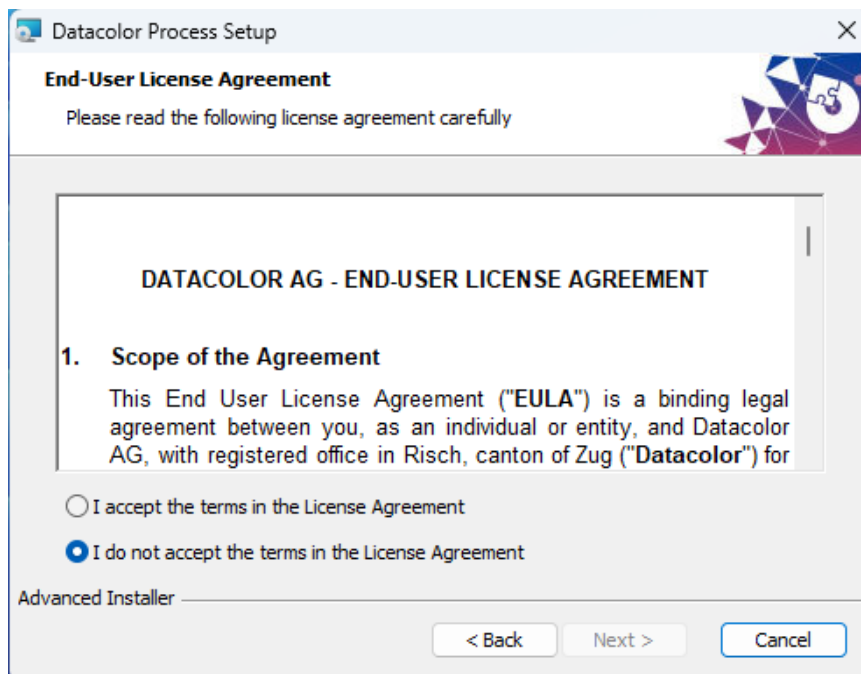 Datacolor Process Setup
End-User License Agreement
Please read the following license agreement carefully
DATACOLOR AG - END-USER LICENSE AGREEMENT
1. Scope of the Agreement
This End User License Agreement ("EULA") is a binding legal
agreement between you, as an individual or entity, and Datacolor
AG, with registered office in Risch, canton of Zug ("Datacolor") for
I accept the terms in the License Agreement
I do not accept the terms in the License Agreement
Advanced Installer
< Back Next > Cancel